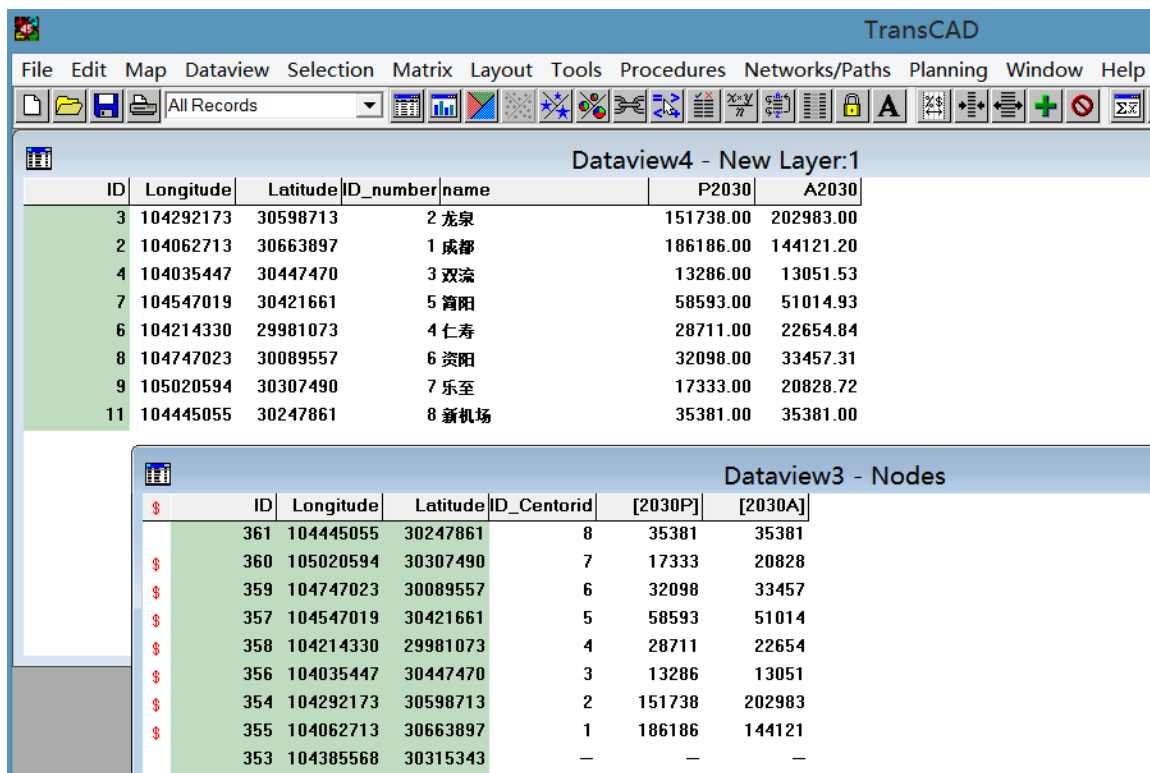 TransCAD
File Edit Map Dataview Selection Matrix Layout Tools Procedures Networks/Paths Planning Window Help
All Records
Dataview4 - New Layer:1
ID Longitude Latitude ID_number name P2030 A2030
3 104292173 30598713 2 龙泉 151738.00 202983.00
2 104062713 30663897 1 成都 186186.00 144121.20
4 104035447 30447470 3 双流 13286.00 13051.53
7 104547019 30421661 5 简阳 58593.00 51014.93
6 104214330 29981073 4 仁寿 28711.00 22654.84
8 104747023 30089557 6 资阳 32098.00 33457.31
9 105020594 30307490 7 乐至 17333.00 20828.72
11 104445055 30247861 8 新机场 35381.00 35381.00
Dataview3 - Nodes
$ ID Longitude Latitude ID_Centorid [2030P] [2030A]
361 104445055 30247861 8 35381 35381
$ 360 105020594 30307490 7 17333 20828
$ 359 104747023 30089557 6 32098 33457
$ 357 104547019 30421661 5 58593 51014
$ 358 104214330 29981073 4 28711 22654
$ 356 104035447 30447470 3 13286 13051
$ 354 104292173 30598713 2 151738 202983
$ 355 104062713 30663897 1 186186 144121
353 104385568 30315343 — — —